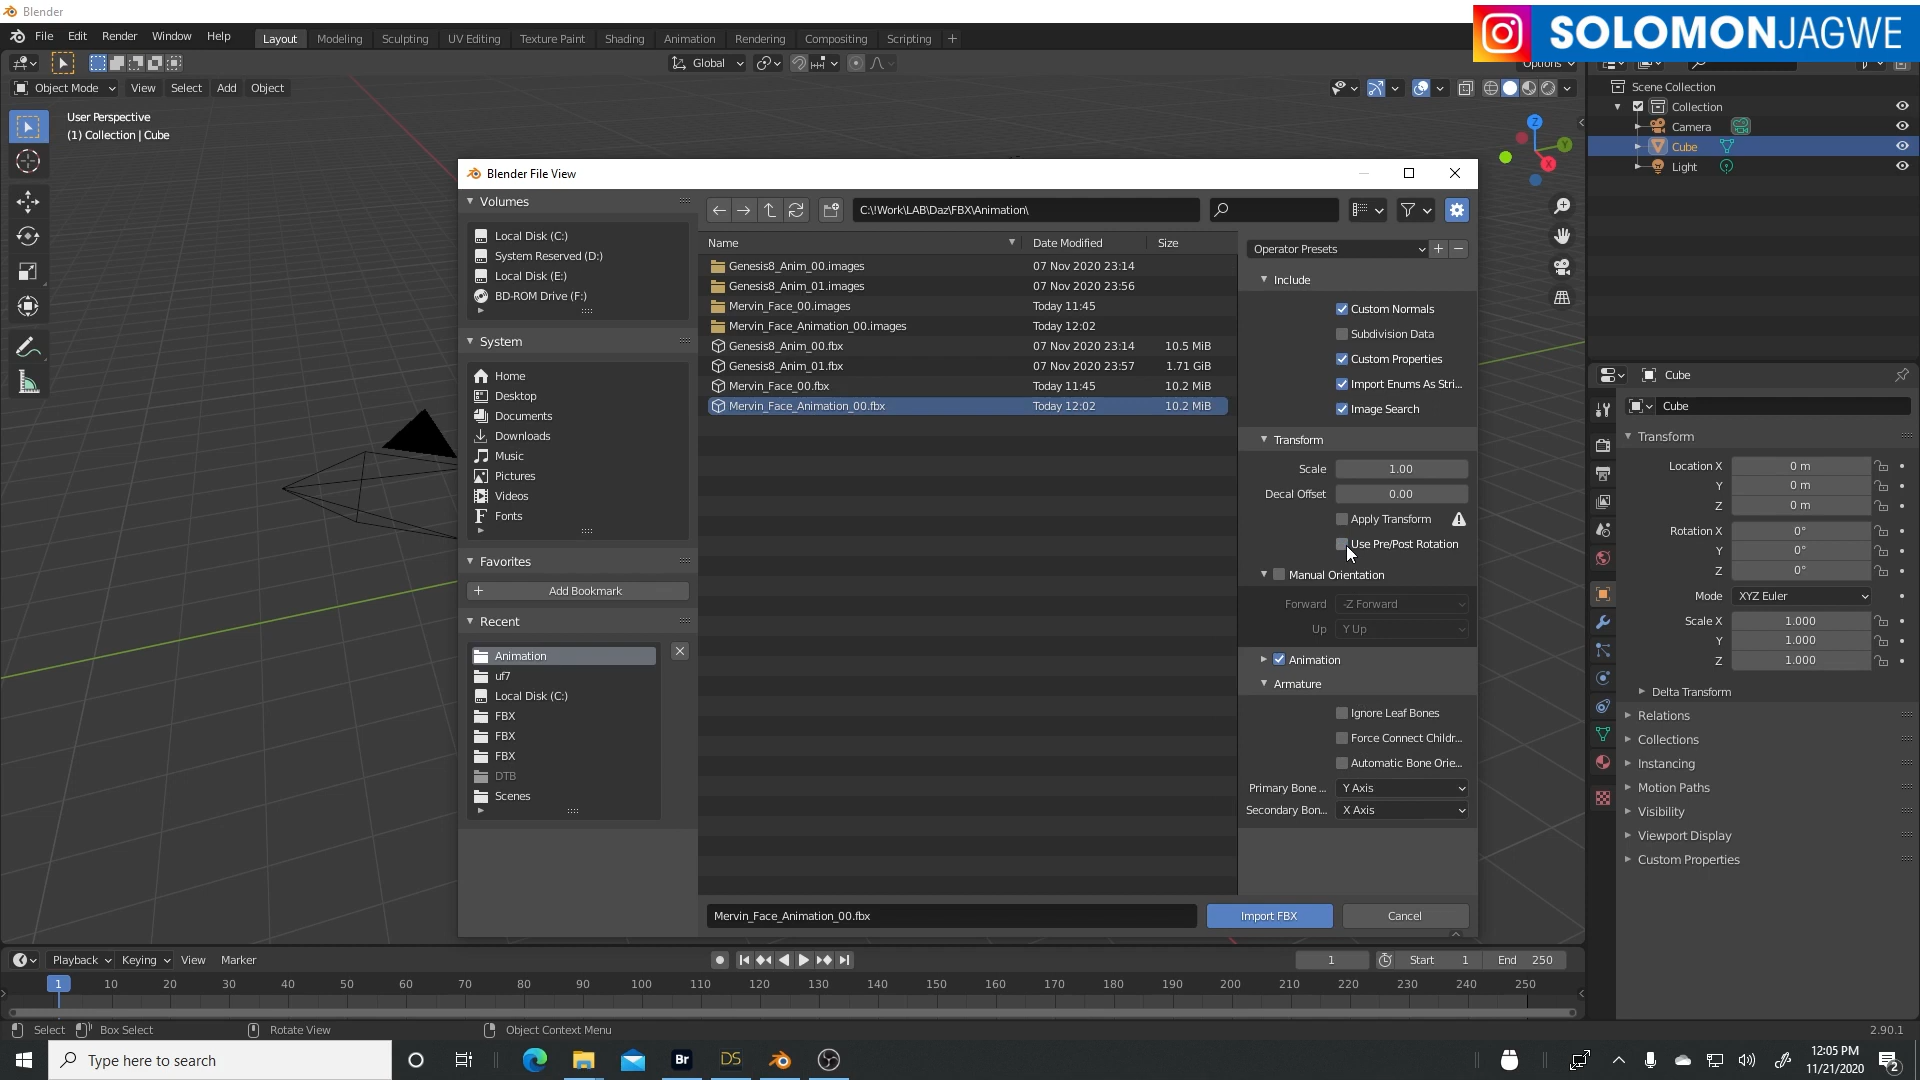 Blender
File Edit Render Window Help
Layout Modeling Sculpting UV Editing Texture Paint Shading Animation Rendering Compositing Scripting +
SOLOMONJAGWE
Global
Options
Object Mode View Select Add Object
User Perspective
(1) Collection | Cube
Z
Y
X
Scene Collection
Collection
Camera
Cube
Light
Blender File View
Volumes
Local Disk (C:)
System Reserved (D:)
Local Disk (E:)
BD-ROM Drive (F:)
System
Home
Desktop
Documents
Downloads
Music
Pictures
Videos
Fonts
Favorites
Add Bookmark
Recent
Animation
uf7
Local Disk (C:)
FBX
FBX
FBX
DTB
Scenes
C:\!Work\LAB\Daz\FBX\Animation\
Name Date Modified Size
Genesis8_Anim_00.images 07 Nov 2020 23:14
Genesis8_Anim_01.images 07 Nov 2020 23:56
Mervin_Face_00.images Today 11:45
Mervin_Face_Animation_00.images Today 12:02
Genesis8_Anim_00.fbx 07 Nov 2020 23:14 10.5 MiB
Genesis8_Anim_01.fbx 07 Nov 2020 23:57 1.71 GiB
Mervin_Face_00.fbx Today 11:45 10.2 MiB
Mervin_Face_Animation_00.fbx Today 12:02 10.2 MiB
Operator Presets
Include
Custom Normals
Subdivision Data
Custom Properties
Import Enums As Stri...
Image Search
Transform
Scale 1.00
Decal Offset 0.00
Apply Transform
Use Pre/Post Rotation
Manual Orientation
Forward -Z Forward
Up Y Up
Animation
Armature
Ignore Leaf Bones
Force Connect Childr...
Automatic Bone Orie...
Primary Bone ... Y Axis
Secondary Bon... X Axis
Mervin_Face_Animation_00.fbx
Import FBX
Cancel
Cube
Cube
Transform
Location X 0 m
Y 0 m
Z 0 m
Rotation X 0°
Y 0°
Z 0°
Mode XYZ Euler
Scale X 1.000
Y 1.000
Z 1.000
Delta Transform
Relations
Collections
Instancing
Motion Paths
Visibility
Viewport Display
Custom Properties
Playback Keying View Marker
1 Start 1 End 250
1 10 20 30 40 50 60 70 80 90 100 110 120 130 140 150 160 170 180 190 200 210 220 230 240 250
Select Box Select Rotate View Object Context Menu
2.90.1
Type here to search
Br
DS
12:05 PM
11/21/2020
2